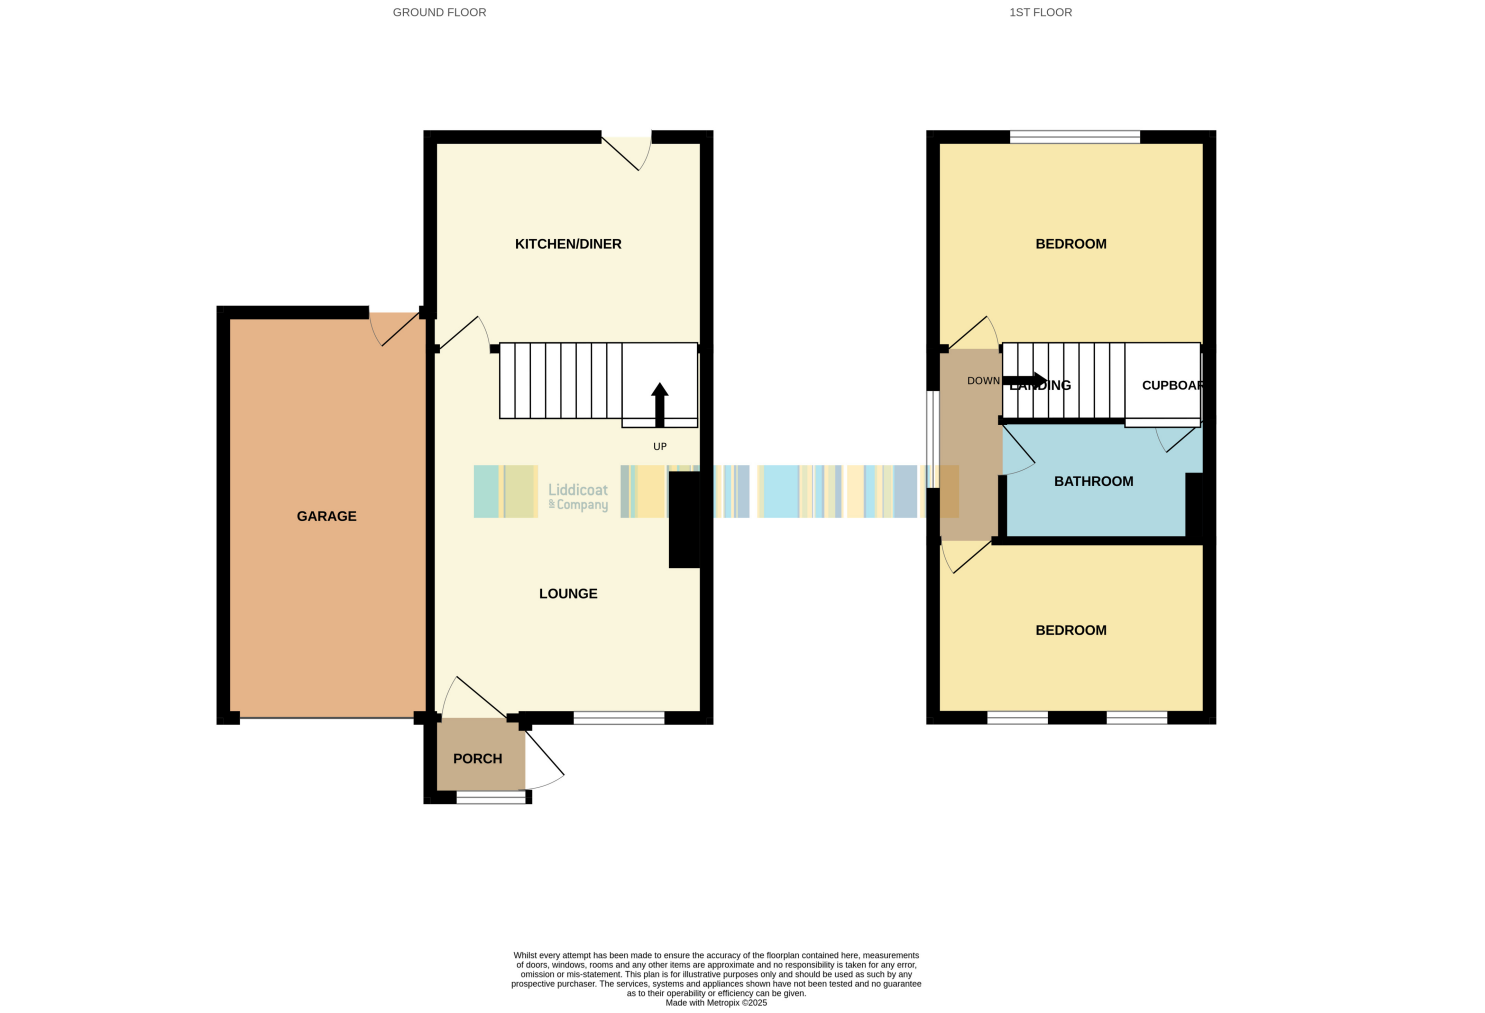 GROUND FLOOR
1ST FLOOR
KITCHEN/DINER
BEDROOM
DOWN
LANDING
CUPBOAR
UP
BATHROOM
Liddicoat
& Company
GARAGE
LOUNGE
BEDROOM
PORCH
Whilst every attempt has been made to ensure the accuracy of the floorplan contained here, measurements
of doors, windows, rooms and any other items are approximate and no responsibility is taken for any error,
omission or mis-statement. This plan is for illustrative purposes only and should be used as such by any
prospective purchaser. The services, systems and appliances shown have not been tested and no guarantee
as to their operability or efficiency can be given.
Made with Metropix ©2025